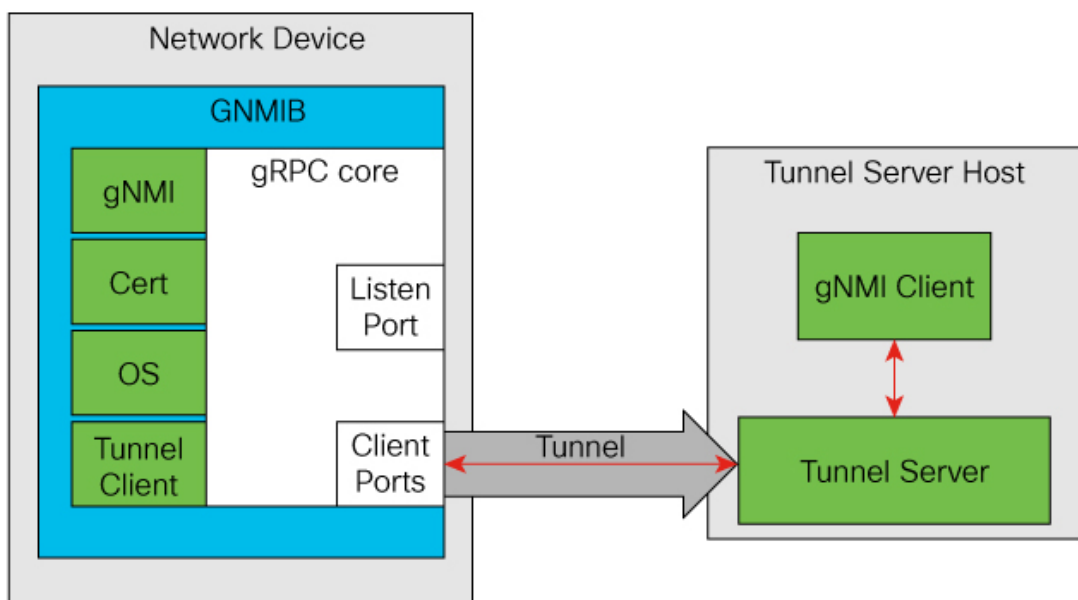 Network Device
GNMIB
gNMI
gRPC core
Cert
Listen
Port
OS
Tunnel
Client
Client
Ports
Tunnel
Tunnel Server Host
gNMI Client
Tunnel Server